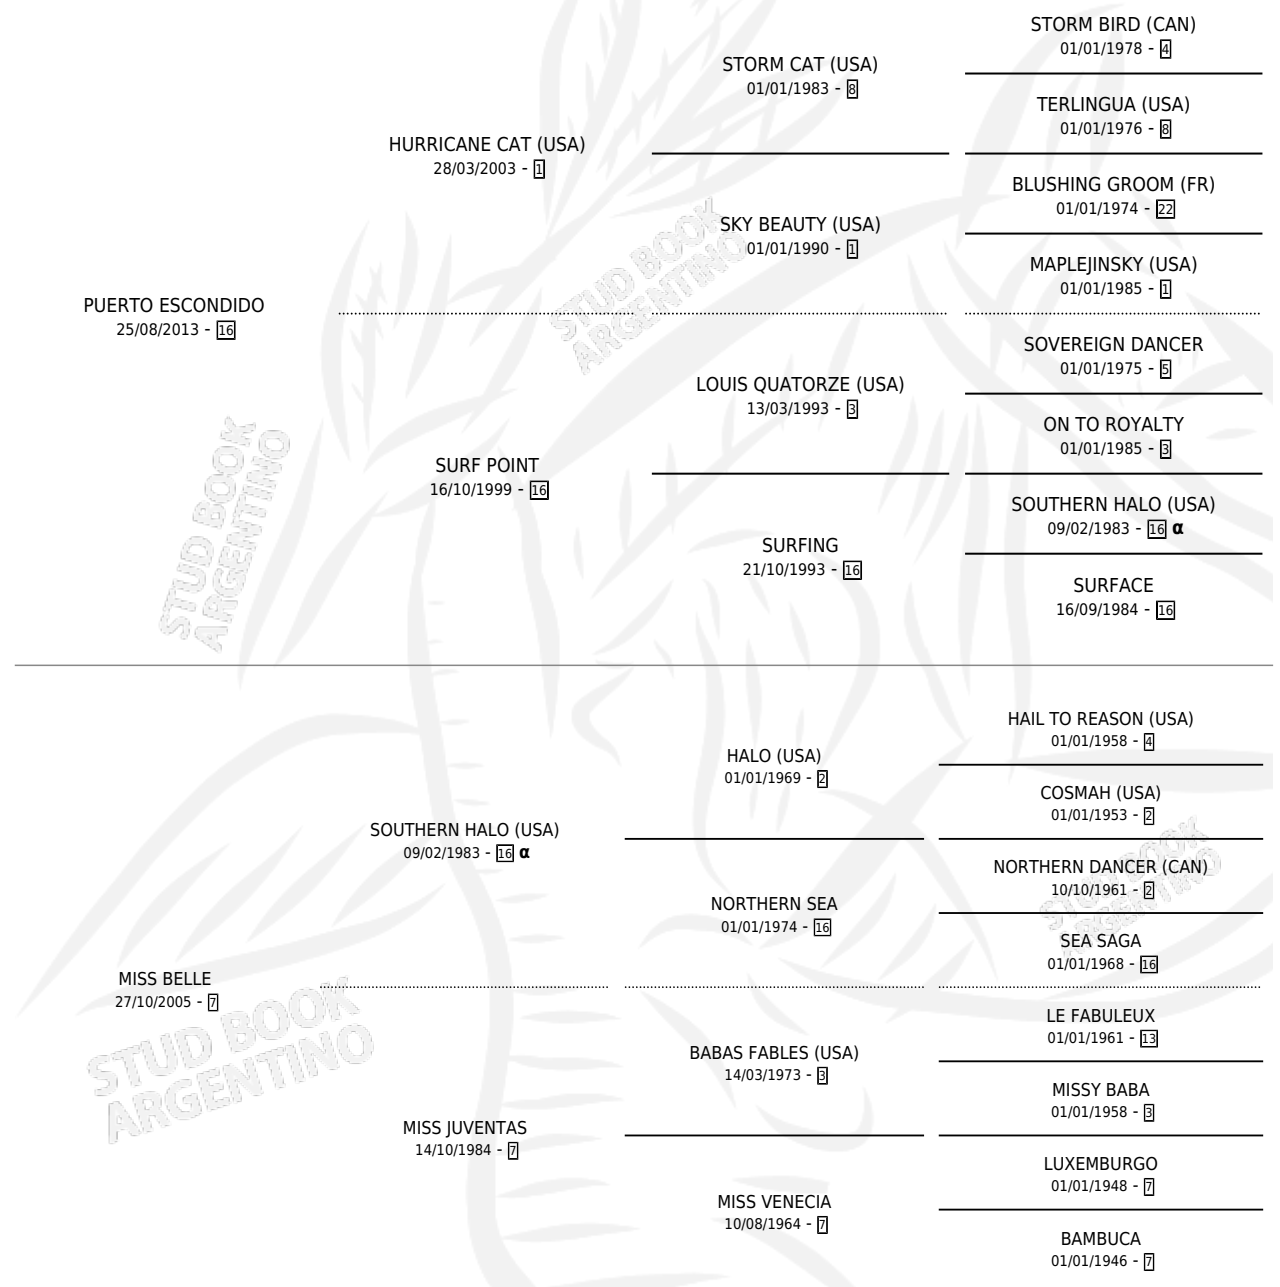 STORM BIRD (CAN)
01/01/1978 - 4
STORM CAT (USA)
01/01/1983 - 8
TERLINGUA (USA)
01/01/1976 - 8
HURRICANE CAT (USA)
28/03/2003 - 1
BLUSHING GROOM (FR)
01/01/1974 - 22
SKY BEAUTY (USA)
01/01/1990 - 1
MAPLEJINSKY (USA)
01/01/1985 - 1
PUERTO ESCONDIDO
25/08/2013 - 16
STUD BOOK
ARGENTINO
SOVEREIGN DANCER
01/01/1975 - 5
LOUIS QUATORZE (USA)
13/03/1993 - 3
ON TO ROYALTY
01/01/1985 - 3
SURF POINT
16/10/1999 - 16
SOUTHERN HALO (USA)
09/02/1983 - 16 α
SURFING
21/10/1993 - 16
SURFACE
16/09/1984 - 16
STUD BOOK
ARGENTINO
HAIL TO REASON (USA)
01/01/1958 - 4
HALO (USA)
01/01/1969 - 2
COSMAH (USA)
01/01/1953 - 2
SOUTHERN HALO (USA)
09/02/1983 - 16 α
NORTHERN DANCER (CAN)
10/10/1961 - 2
NORTHERN SEA
01/01/1974 - 16
SEA SAGA
01/01/1968 - 16
STUD BOOK
ARGENTINO
MISS BELLE
27/10/2005 - 7
STUD BOOK
ARGENTINO
LE FABULEUX
01/01/1961 - 13
BABAS FABLES (USA)
14/03/1973 - 3
MISSY BABA
01/01/1958 - 3
MISS JUVENTAS
14/10/1984 - 7
LUXEMBURGO
01/01/1948 - 7
MISS VENECIA
10/08/1964 - 7
BAMBUCA
01/01/1946 - 7